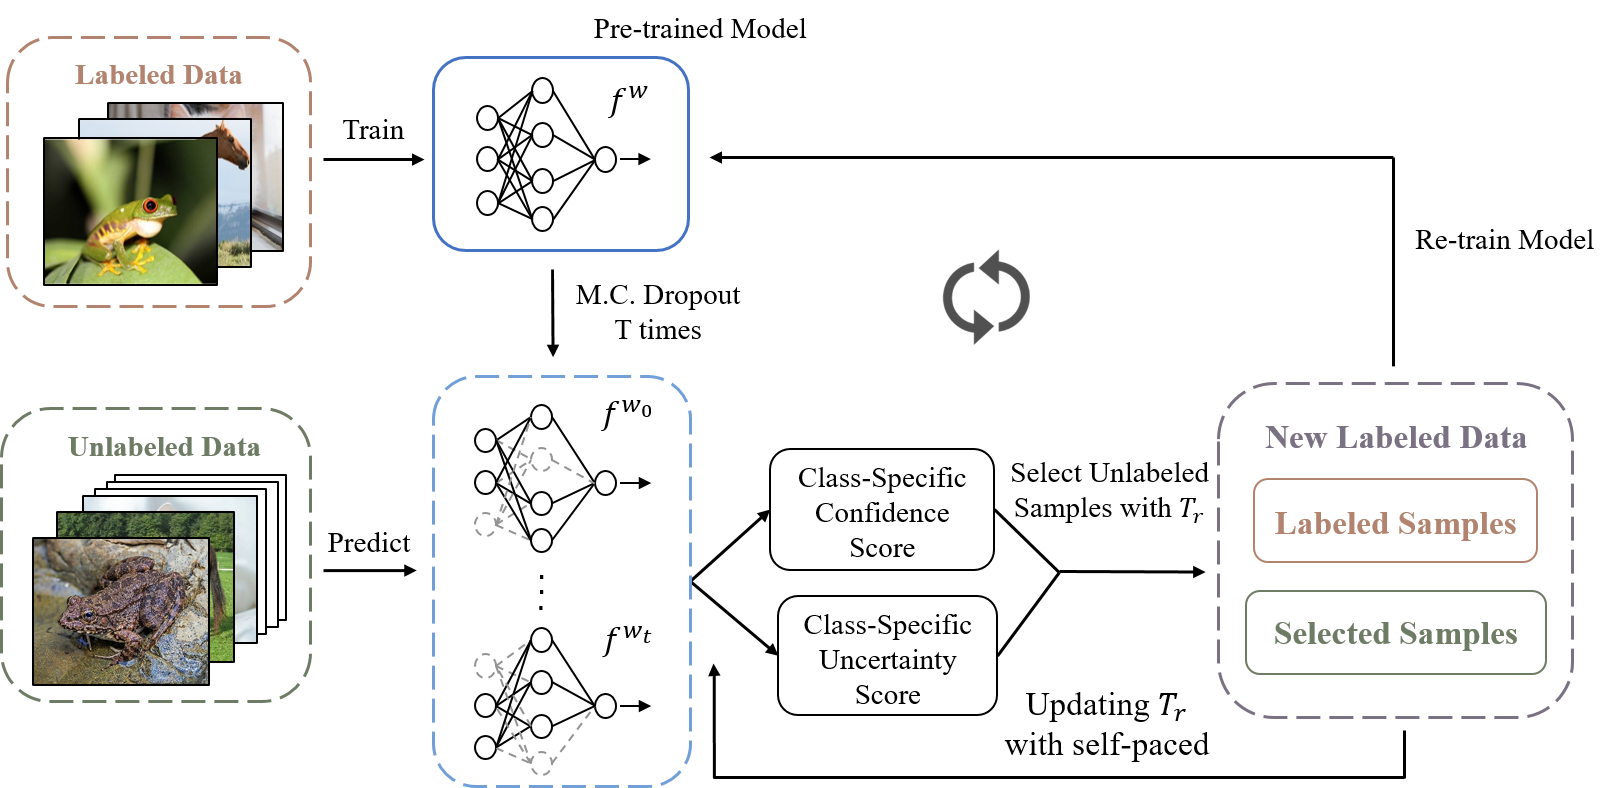 Pre-trained Model
Labeled Data
Train
f^w
Re-train Model
M.C. Dropout
T times
Unlabeled Data
Predict
f^{w_0}
⋮
f^{w_t}
Class-Specific
Confidence
Score
Class-Specific
Uncertainty
Score
Select Unlabeled
Samples with T_r
New Labeled Data
Labeled Samples
Selected Samples
Updating T_r
with self-paced